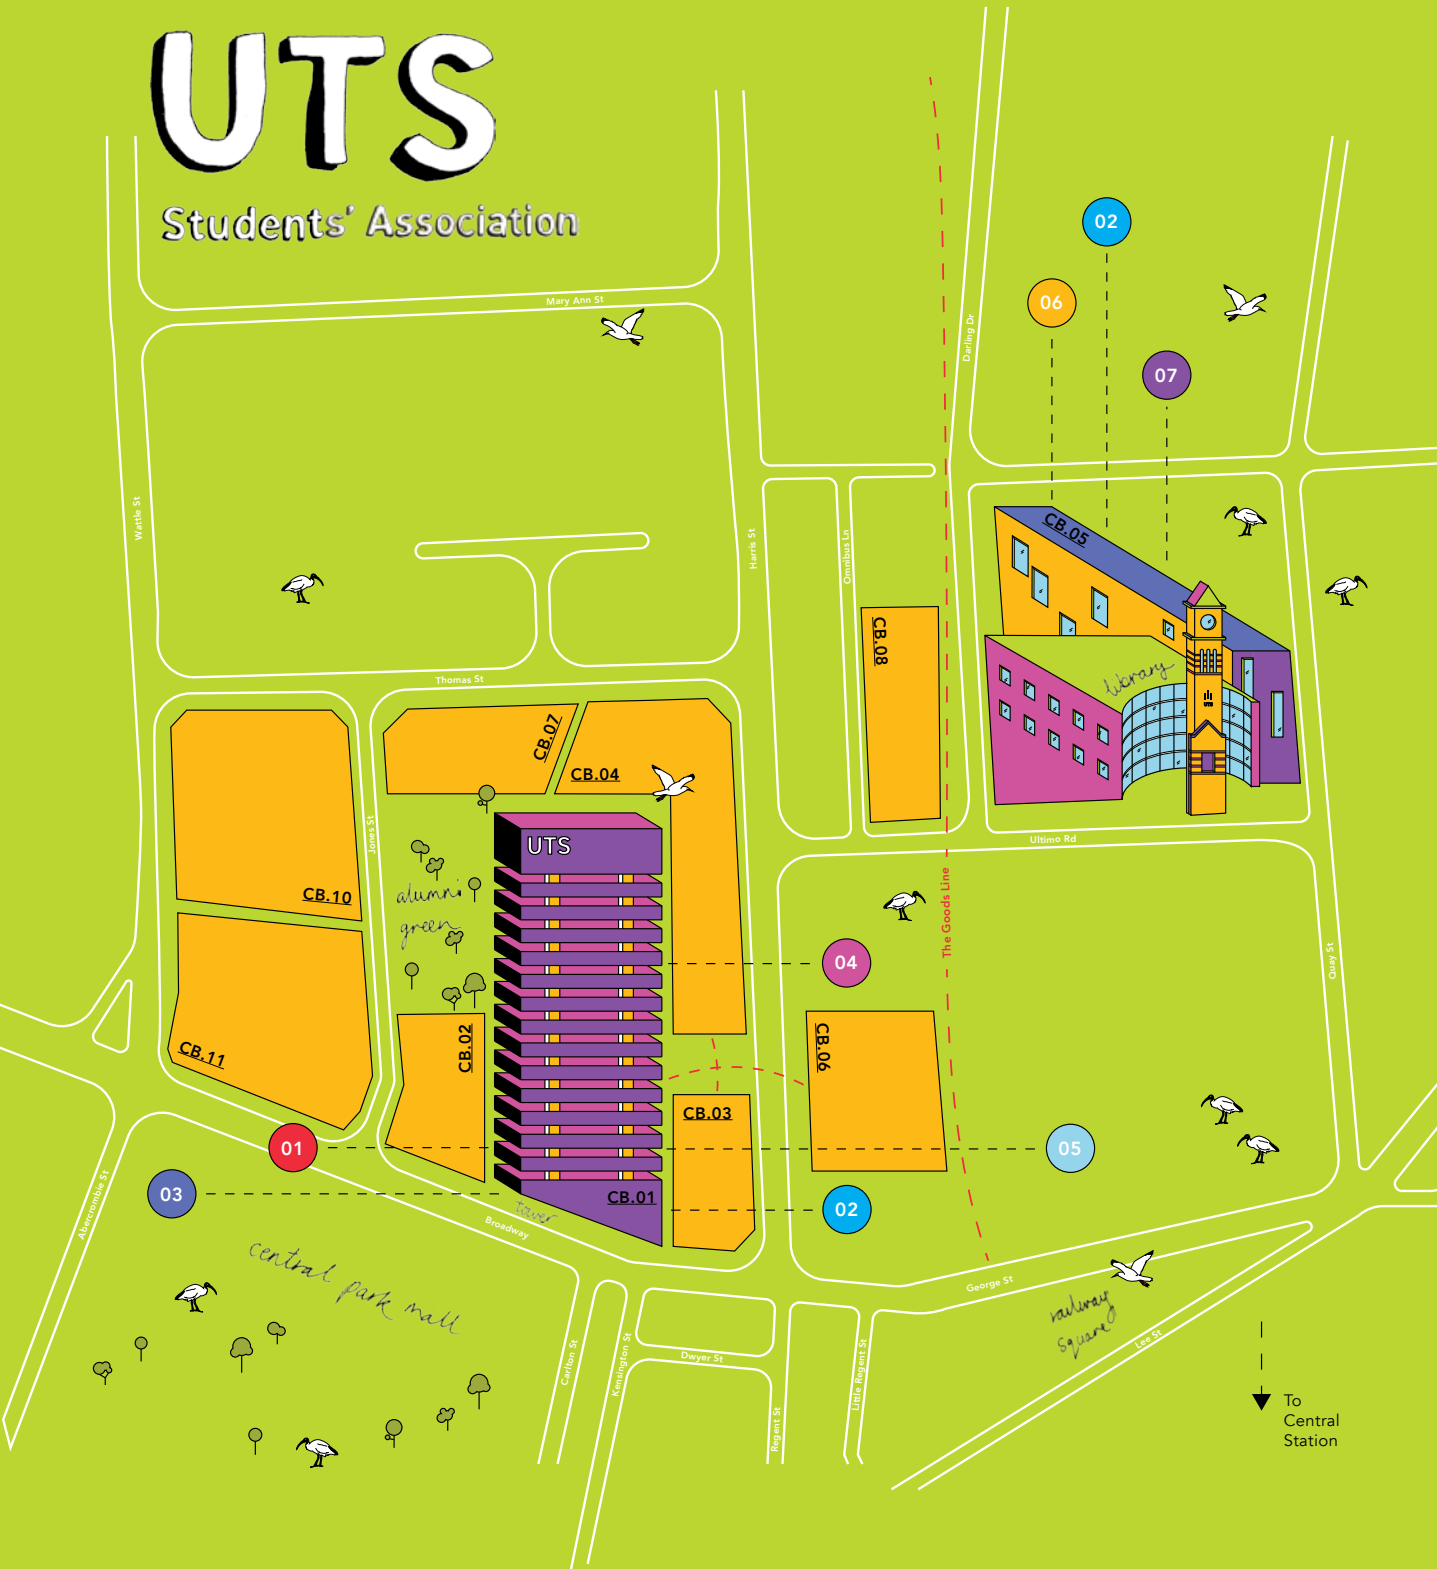 UTS
Students' Association
02
06
Mary Ann St
Darling Dr
07
Wattle St
Harris St
Omnibus Ln
CB.05
CB.08
library
UTS
Thomas St
CB.07
CB.04
Jones St
UTS
Ultimo Rd
CB.10
alumni
green
The Goods Line
04
Quay St
CB.11
CB.02
CB.06
CB.03
01
05
03
CB.01
02
tower
Abercrombie St
Broadway
central park mall
George St
railway
square
Lee St
Carlton St
Kensington St
Dwyer St
Regent St
Little Regent St
To
Central
Station